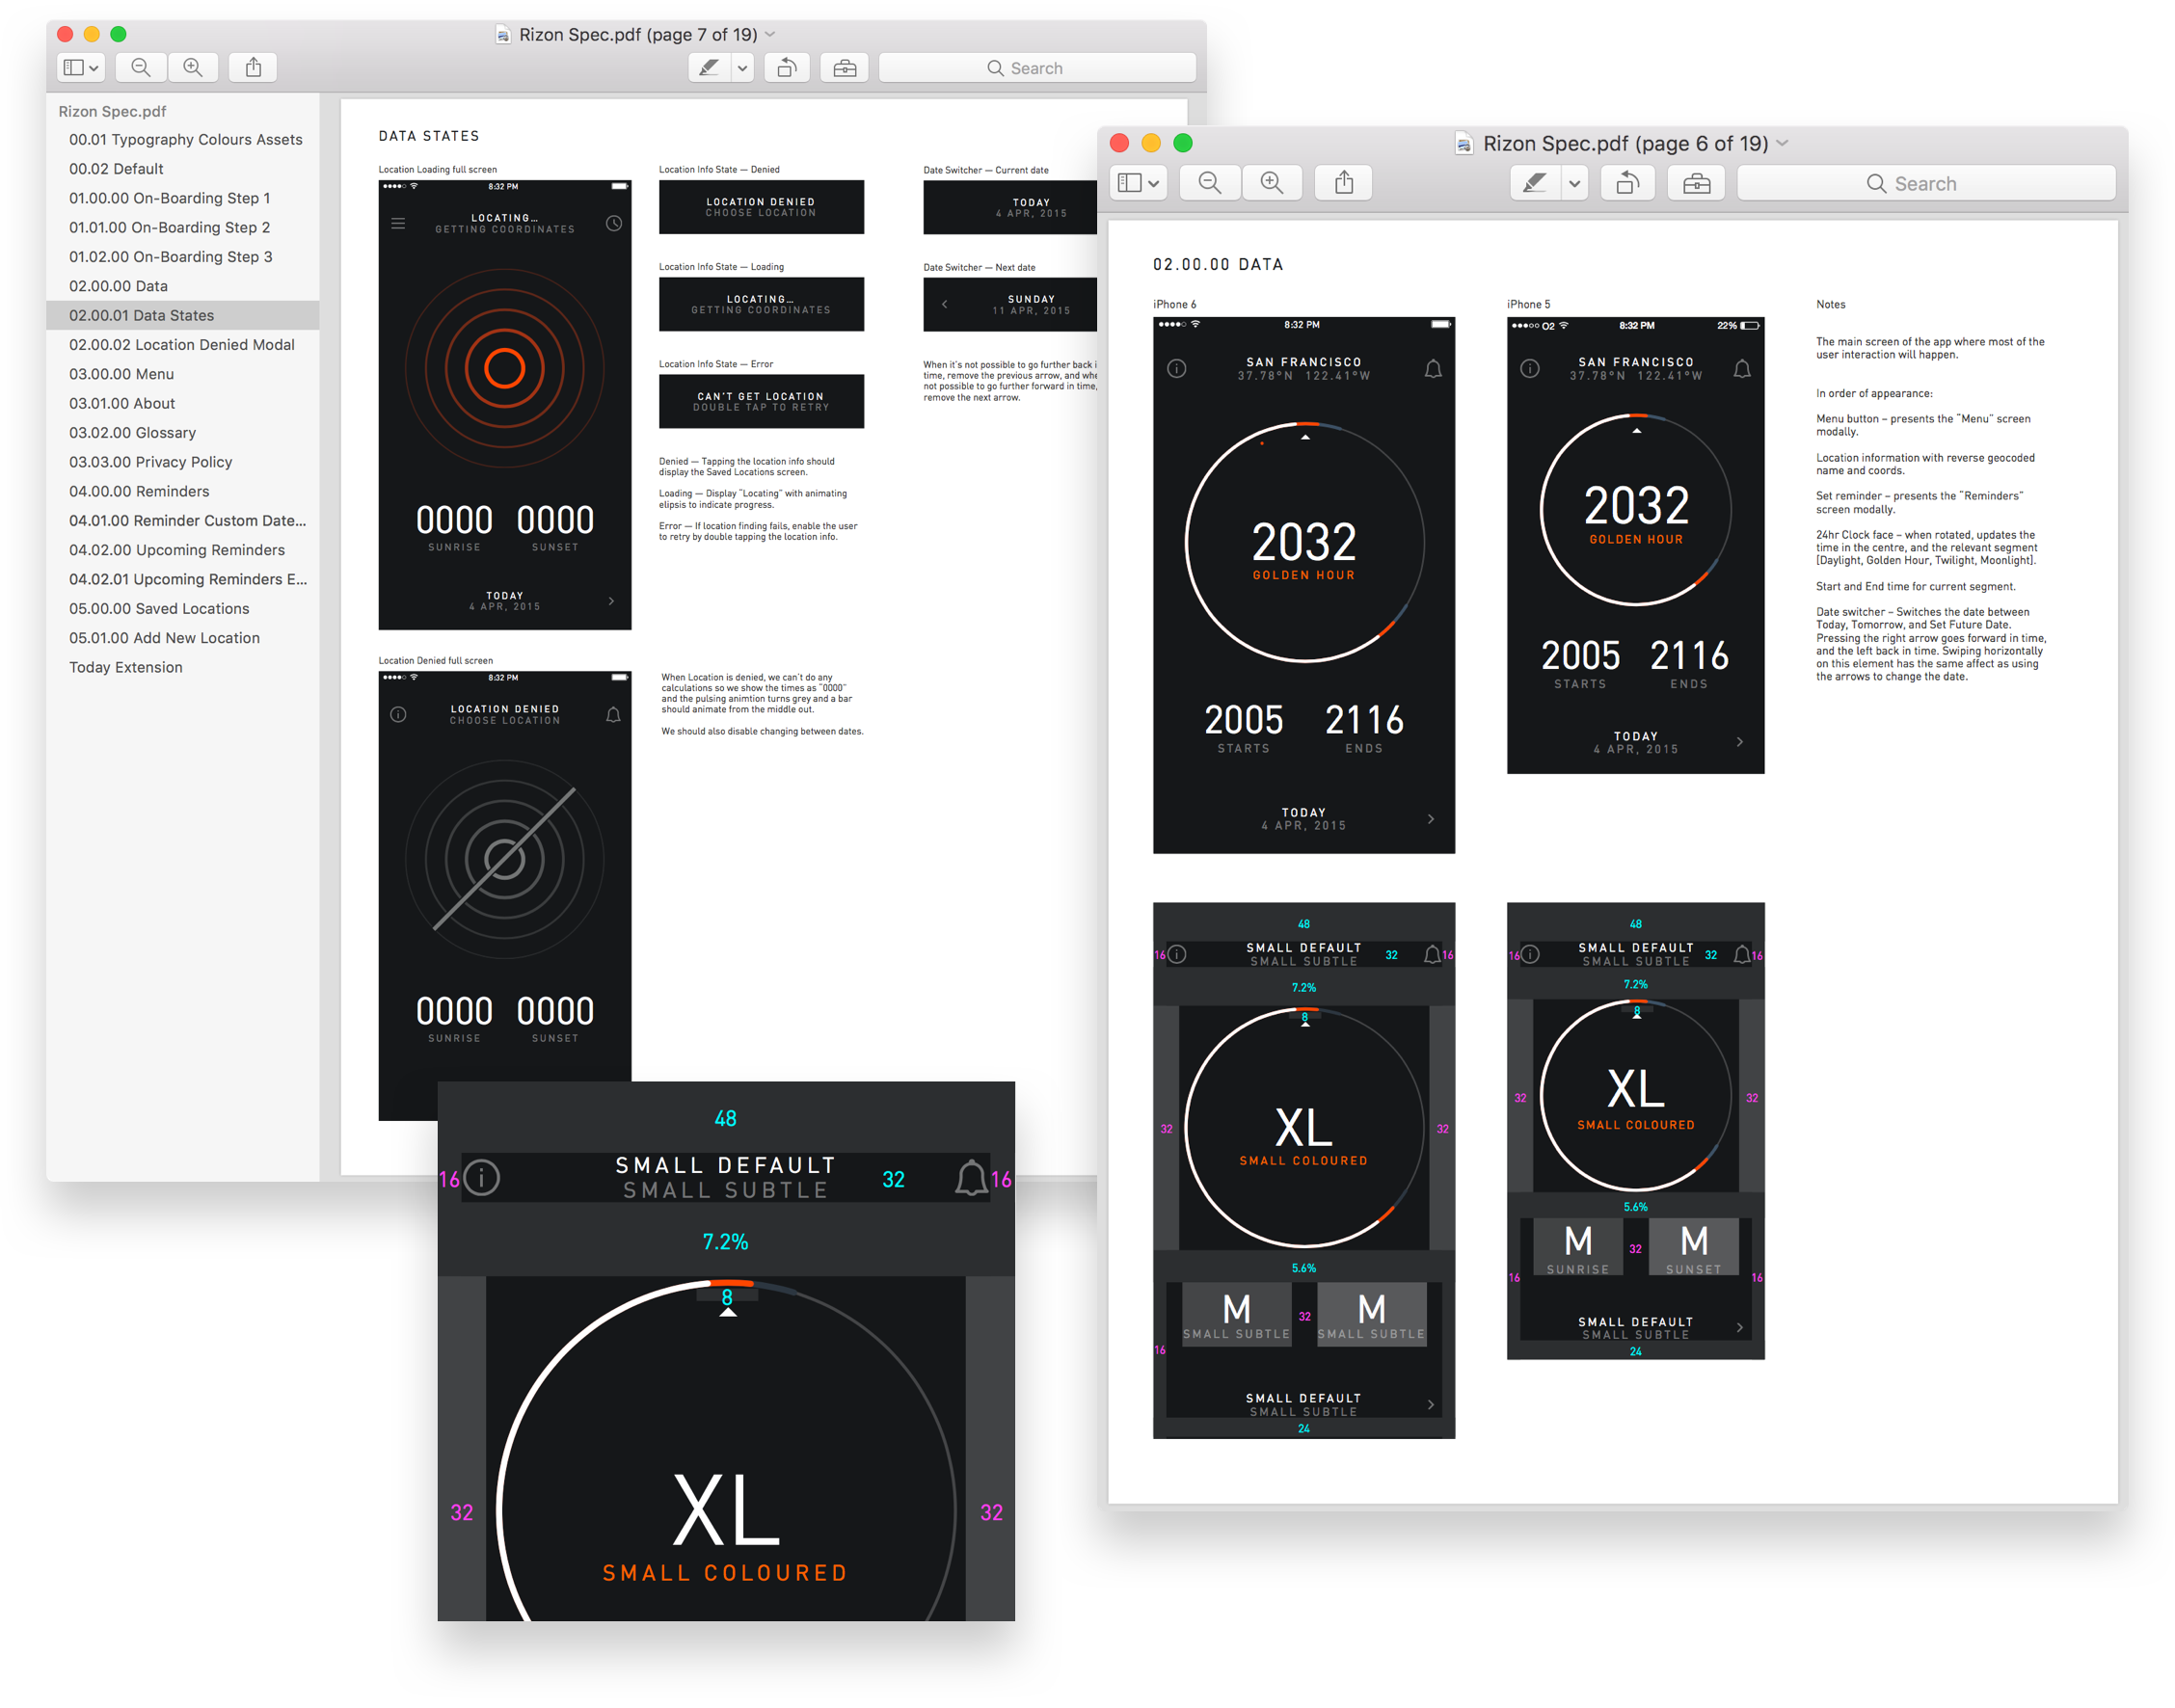 Rizon Spec.pdf (page 7 of 19)
Search
Rizon Spec.pdf
00.01 Typography Colours Assets
00.02 Default
01.00.00 On-Boarding Step 1
01.01.00 On-Boarding Step 2
01.02.00 On-Boarding Step 3
02.00.00 Data
02.00.01 Data States
02.00.02 Location Denied Modal
03.00.00 Menu
03.01.00 About
03.02.00 Glossary
03.03.00 Privacy Policy
04.00.00 Reminders
04.01.00 Reminder Custom Date...
04.02.00 Upcoming Reminders
04.02.01 Upcoming Reminders E...
05.00.00 Saved Locations
05.01.00 Add New Location
Today Extension
DATA STATES
Location Loading full screen
8:32 PM
LOCATING…
GETTING COORDINATES
0000 0000
SUNRISE SUNSET
TODAY
4 APR, 2015
Location Denied full screen
8:32 PM
LOCATION DENIED
CHOOSE LOCATION
0000 0000
SUNRISE SUNSET
Location Info State — Denied
LOCATION DENIED
CHOOSE LOCATION
Location Info State — Loading
LOCATING…
GETTING COORDINATES
Location Info State — Error
CAN'T GET LOCATION
DOUBLE TAP TO RETRY
Denied — Tapping the location info should
display the Saved Locations screen.
Loading — Display "Locating" with animating
elipsis to indicate progress.
Error — If location finding fails, enable the user
to retry by double tapping the location info.
When Location is denied, we can't do any
calculations so we show the times as "0000"
and the pulsing animtion turns grey and a bar
should animate from the middle out.
We should also disable changing between dates.
Date Switcher — Current date
TODAY
4 APR, 2015
Date Switcher — Next date
SUNDAY
11 APR, 2015
When it's not possible to go further back i
time, remove the previous arrow, and whe
not possible to go further forward in time,
remove the next arrow.
48
16 SMALL DEFAULT 32 16
SMALL SUBTLE
7.2%
8
32 XL 32
SMALL COLOURED
Rizon Spec.pdf (page 6 of 19)
Search
02.00.00 DATA
iPhone 6
8:32 PM
SAN FRANCISCO
37.78°N 122.41°W
2032
GOLDEN HOUR
2005 2116
STARTS ENDS
TODAY
4 APR, 2015
iPhone 5
O2 8:32 PM 22%
SAN FRANCISCO
37.78°N 122.41°W
2032
GOLDEN HOUR
2005 2116
STARTS ENDS
TODAY
4 APR, 2015
Notes
The main screen of the app where most of the
user interaction will happen.
In order of appearance:
Menu button – presents the "Menu" screen
modally.
Location information with reverse geocoded
name and coords.
Set reminder – presents the "Reminders"
screen modally.
24hr Clock face – when rotated, updates the
time in the centre, and the relevant segment
[Daylight, Golden Hour, Twilight, Moonlight].
Start and End time for current segment.
Date switcher – Switches the date between
Today, Tomorrow, and Set Future Date.
Pressing the right arrow goes forward in time,
and the left back in time. Swiping horizontally
on this element has the same affect as using
the arrows to change the date.
48
16 SMALL DEFAULT 32 16
SMALL SUBTLE
7.2%
8
32 XL 32
SMALL COLOURED
5.6%
M 32 M
SMALL SUBTLE SMALL SUBTLE
16
SMALL DEFAULT
SMALL SUBTLE
24
48
16 SMALL DEFAULT 32 16
SMALL SUBTLE
7.2%
8
32 XL 32
SMALL COLOURED
5.6%
M 32 M
SUNRISE SUNSET
16 16
SMALL DEFAULT
SMALL SUBTLE
24